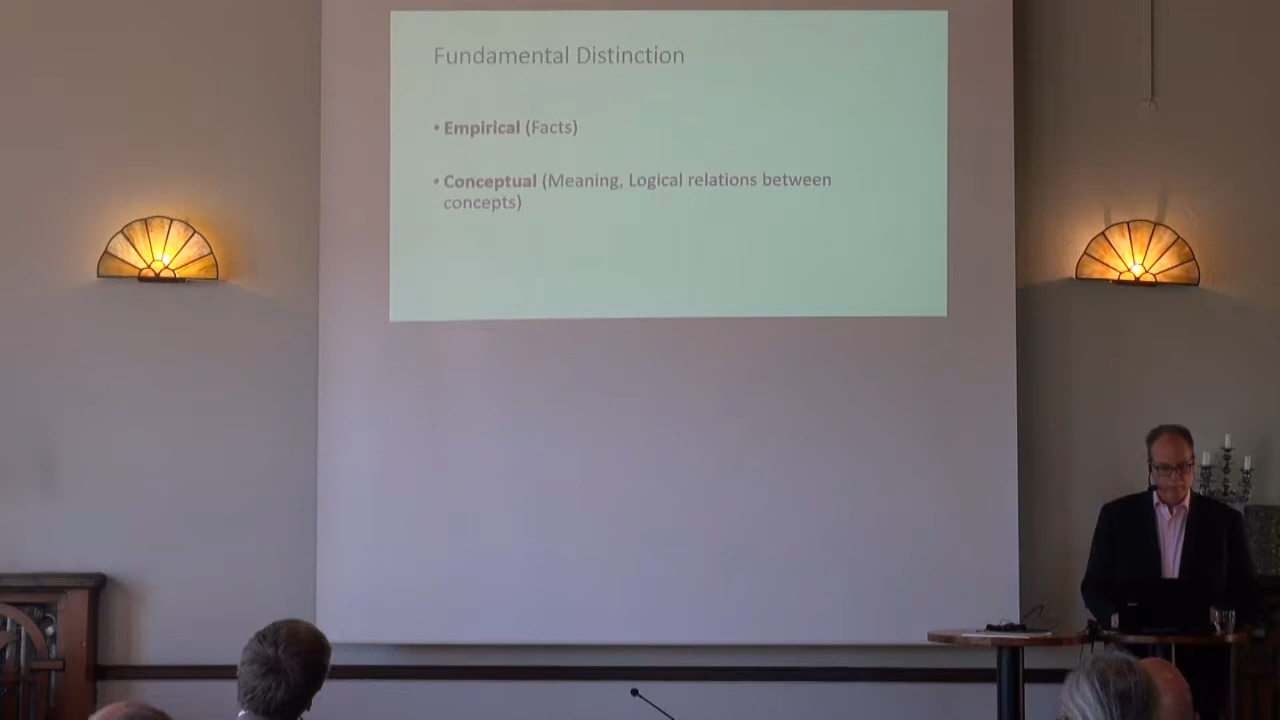 Fundamental Distinction
• Empirical (Facts)
• Conceptual (Meaning, Logical relations between
concepts)